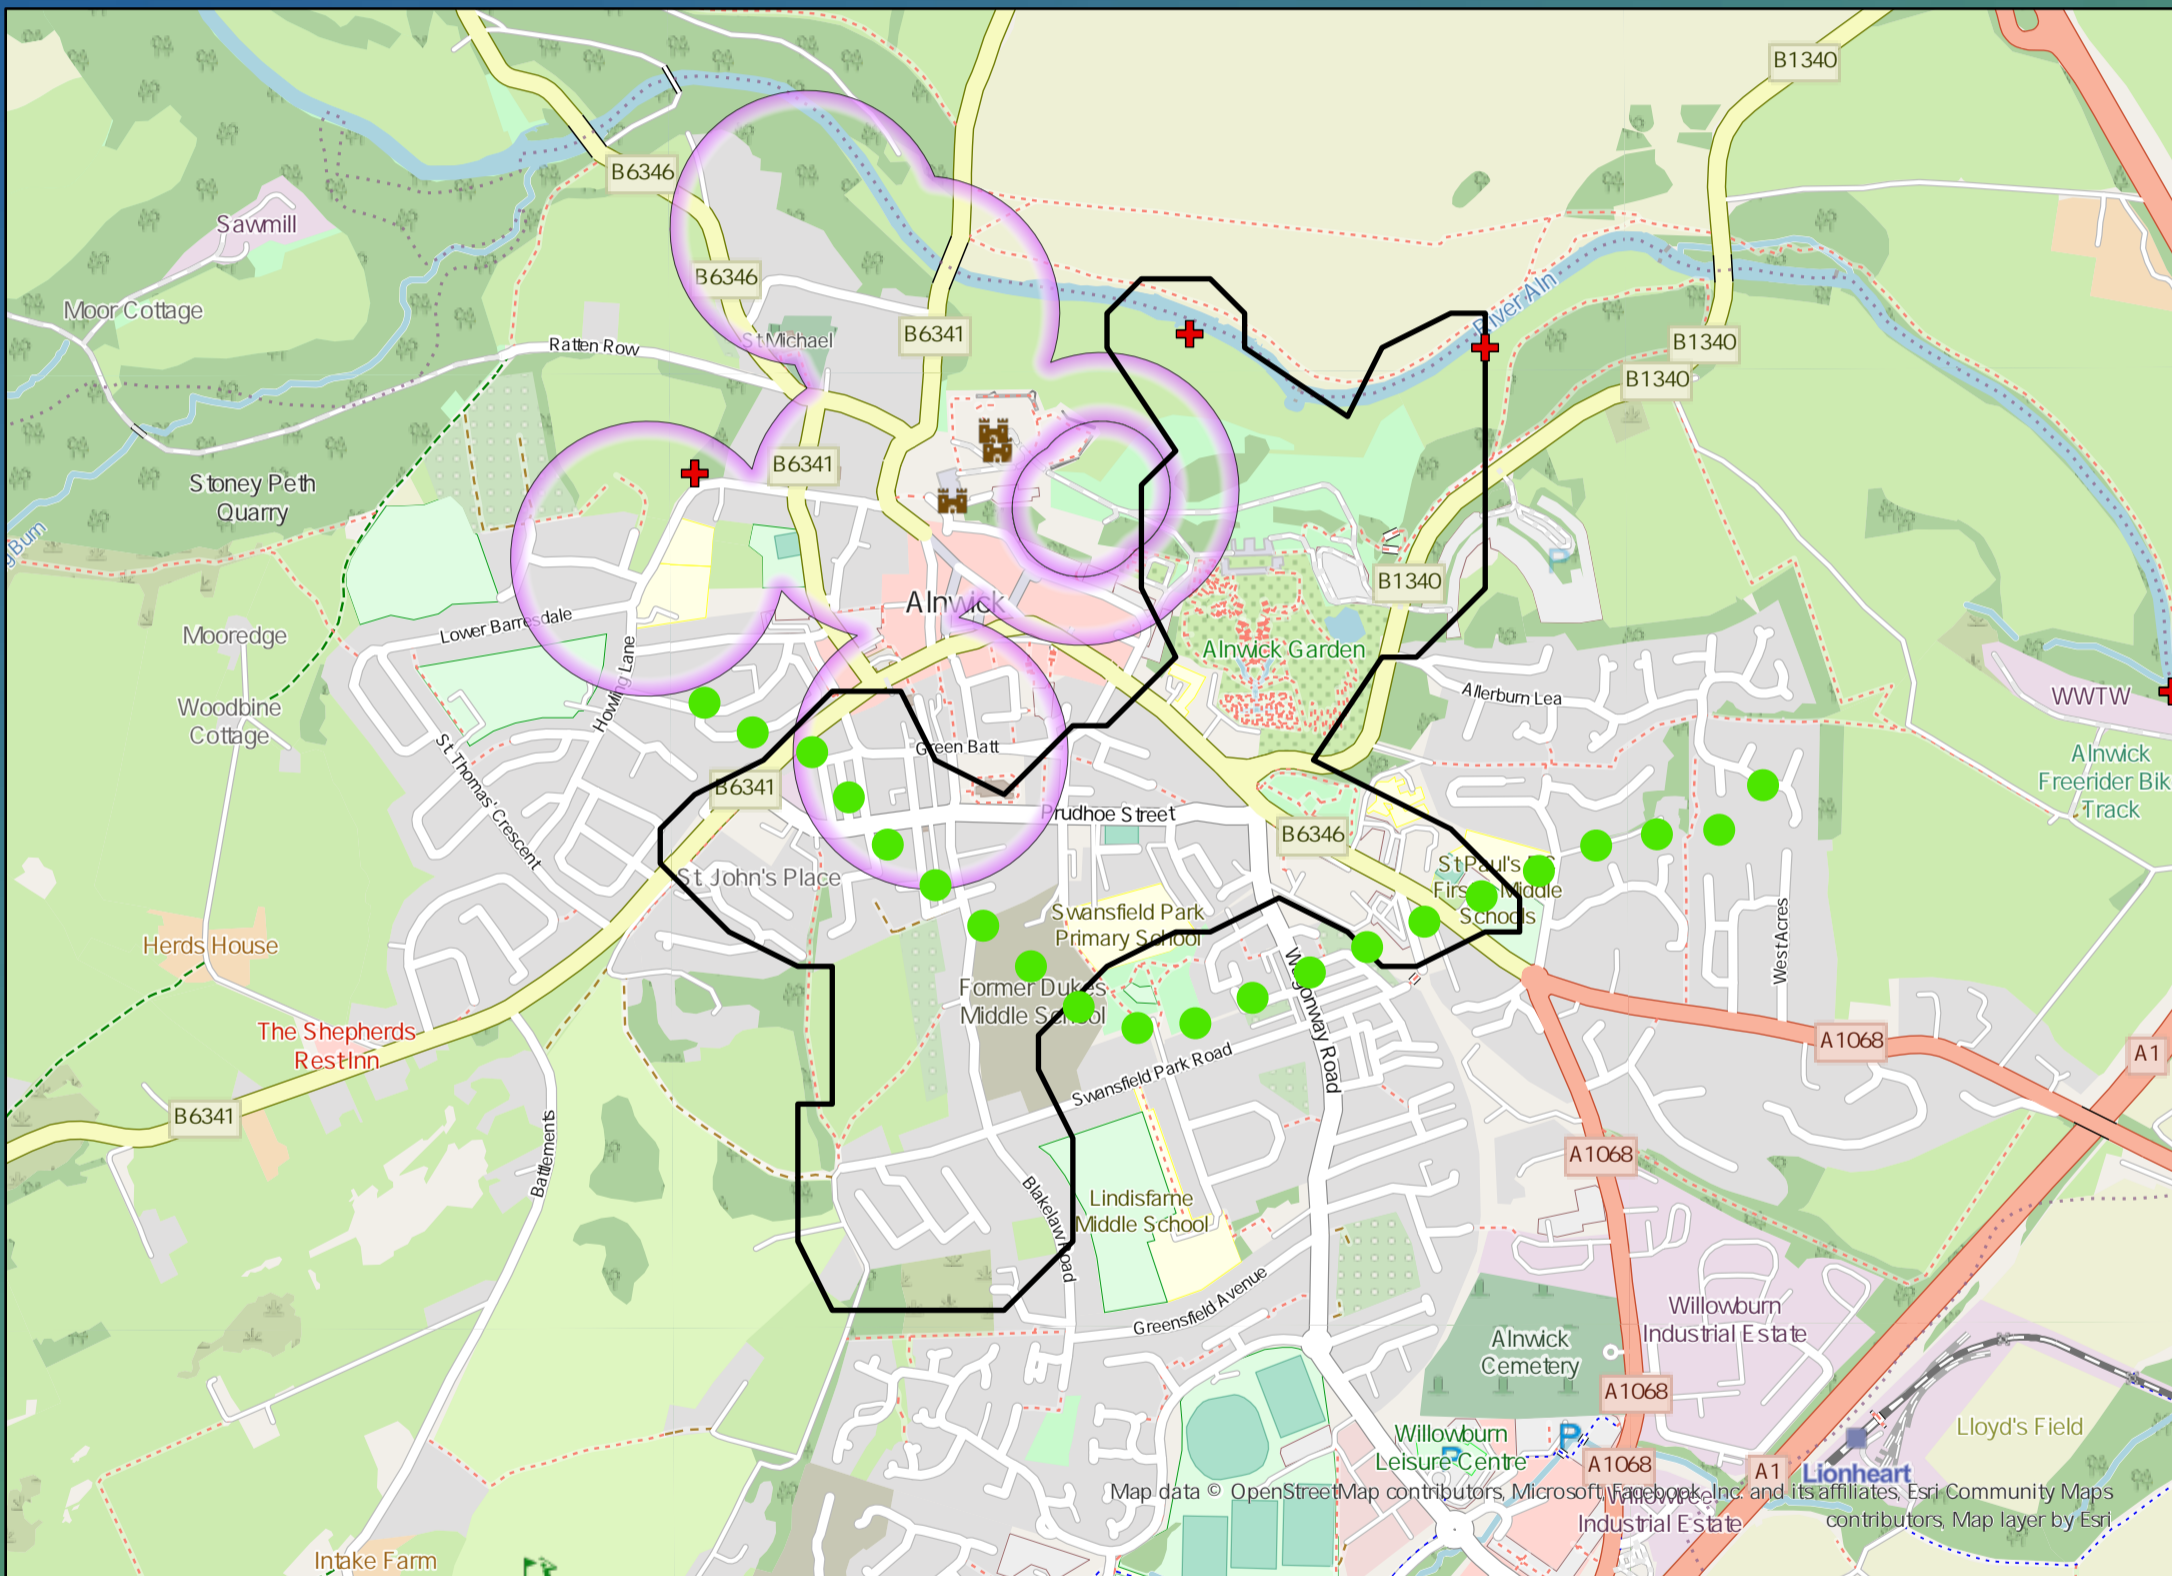 B1340
B6346
Sawmill
B6346
Moor Cottage
River Aln
B6341
St Michael
Ratten Row
B1340
B1340
B6341
Stoney Peth
Quarry
B1340
Alnwick
Lower Barresdale
Mooredge
Alnwick Garden
Howling Lane
Allerburn Lea
WWTW
Woodbine
Cottage
Green Batt
Alnwick
Freerider Bik
Track
St Thomas' Crescent
B6341
Prudhoe Street
B6346
St John's Place
St Paul's
Schools
Swansfield Park
Primary School
Herds House
West Acres
Former Dukes
Middle School
Wagonway Road
The Shepherds
Rest Inn
A1068
A1
Swansfield Park Road
B6341
Battlements
A1068
Blakelaw Road
Lindisfarne
Middle School
Greensfield Avenue
Willowburn
Industrial Estate
Alnwick
Cemetery
A1068
Lloyd's Field
Willowburn
Leisure Centre
P
P
A1068
A1
Lionheart
Map data © OpenStreetMap contributors, Microsoft, Facebook, Inc. and its affiliates, Esri Community Maps
contributors, Map layer by Esri
Industrial Estate
Intake Farm